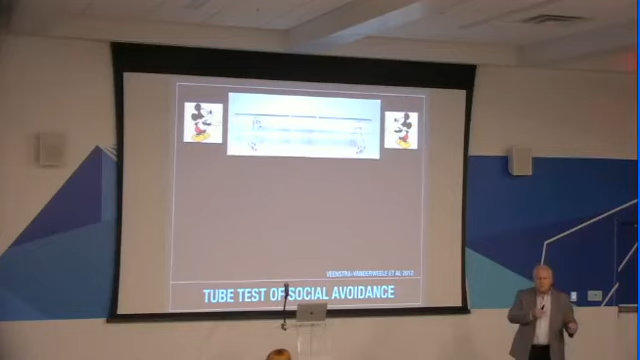 VEENSTRA-VANDERWEELE ET AL 2012
TUBE TEST OF SOCIAL AVOIDANCE